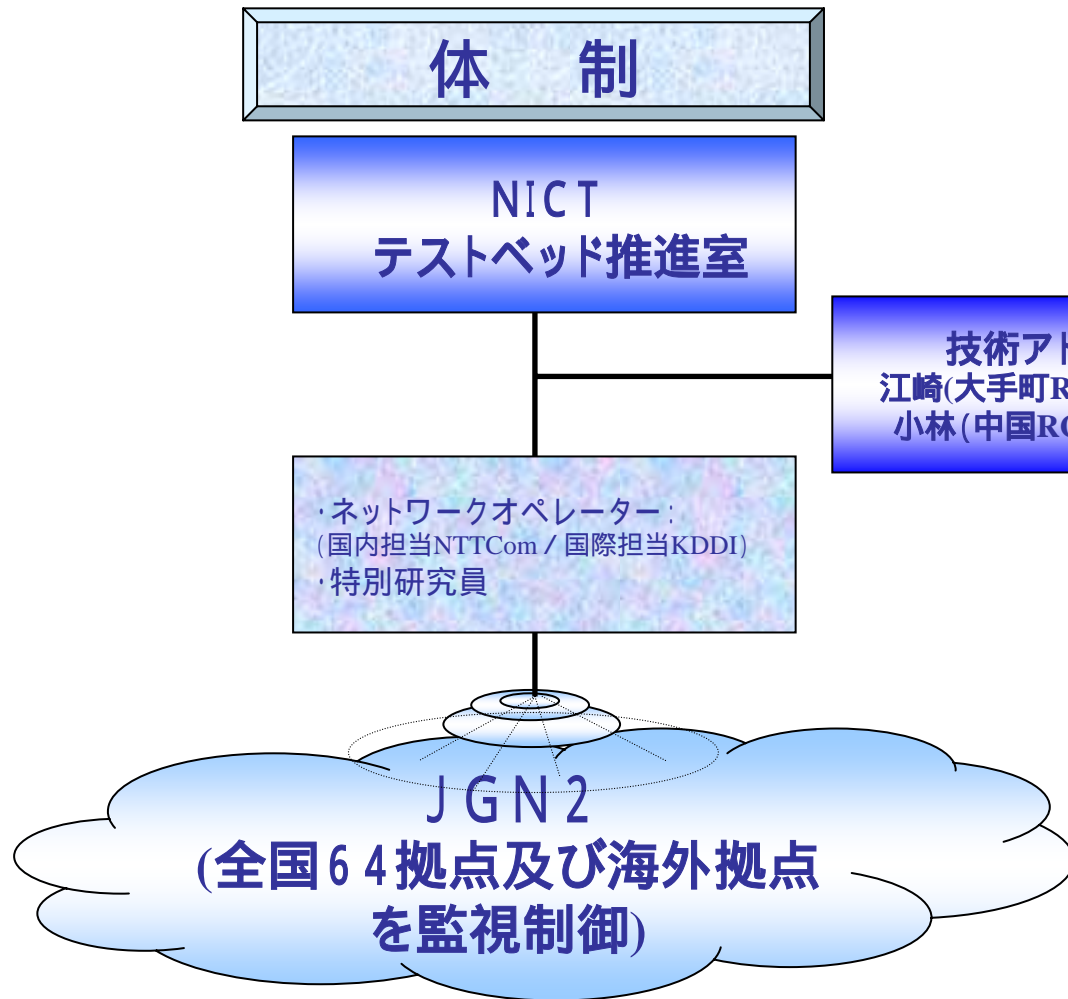 体 制
NICT
テストベッド推進室
技術アド
江崎(大手町R
小林(中国RC
・ネットワークオペレーター：
(国内担当NTTCom／国際担当KDDI)
・特別研究員
JGN2
(全国64拠点及び海外拠点
を監視制御)